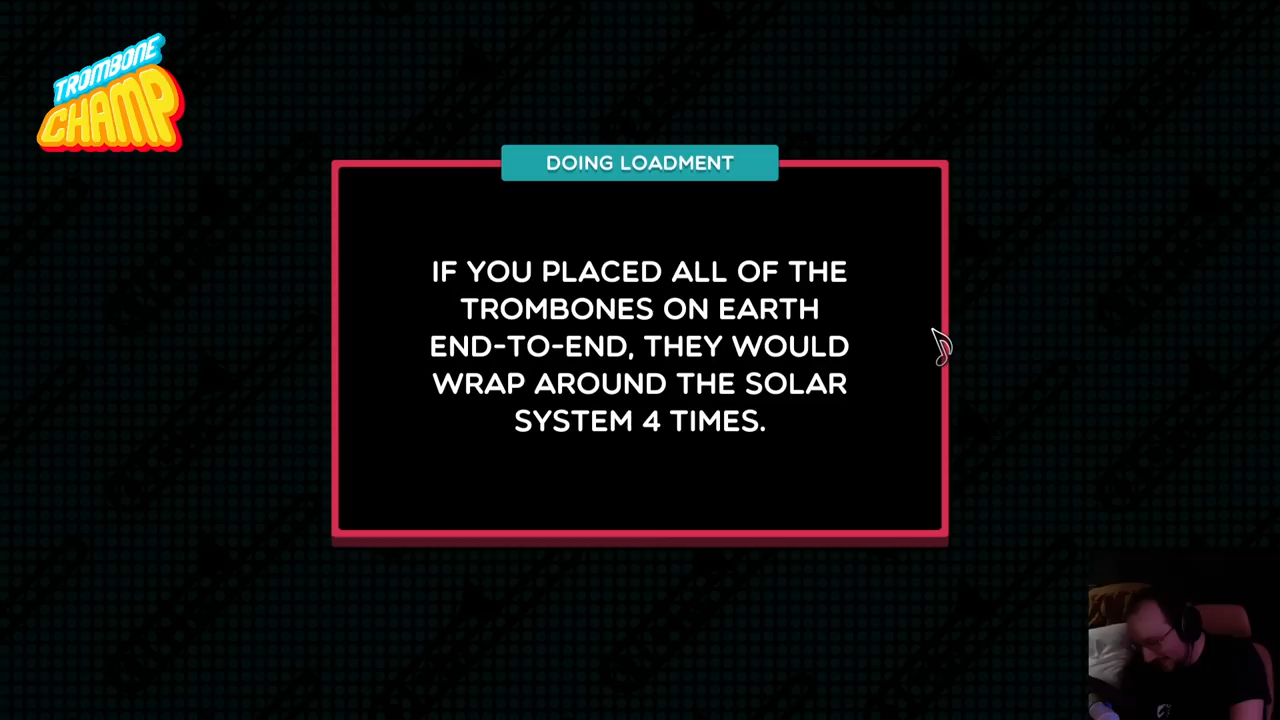 TROMBONE
CHAMP
DOING LOADMENT
IF YOU PLACED ALL OF THE
TROMBONES ON EARTH
END-TO-END, THEY WOULD
WRAP AROUND THE SOLAR
SYSTEM 4 TIMES.